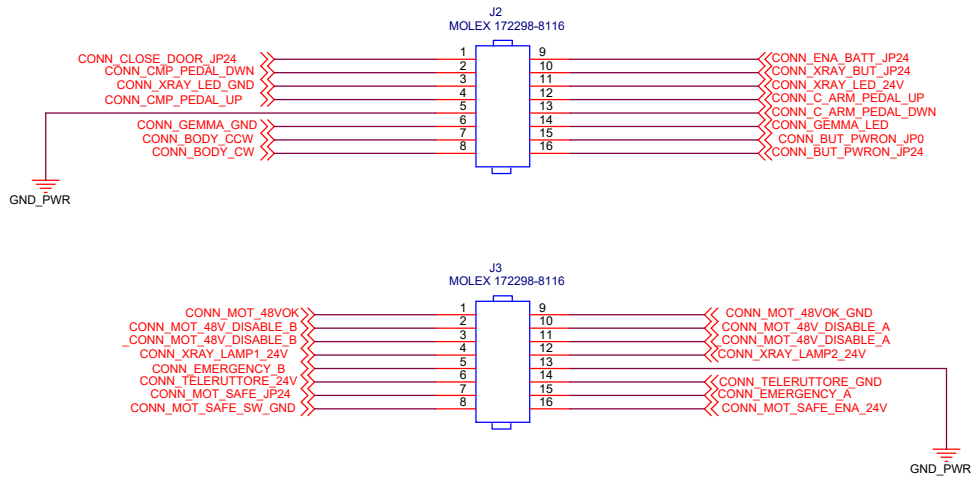 J2
MOLEX 172298-8116
CONN_CLOSE_DOOR_JP24 1 9 CONN_ENA_BATT_JP24
CONN_CMP_PEDAL_DWN 2 10 CONN_XRAY_BUT_JP24
CONN_XRAY_LED_GND 3 11 CONN_XRAY_LED_24V
CONN_CMP_PEDAL_UP 4 12 CONN_C_ARM_PEDAL_UP
5 13 CONN_C_ARM_PEDAL_DWN
CONN_GEMMA_GND 6 14 CONN_GEMMA_LED
CONN_BODY_CCW 7 15 CONN_BUT_PWRON_JP0
CONN_BODY_CW 8 16 CONN_BUT_PWRON_JP24
GND_PWR
J3
MOLEX 172298-8116
CONN_MOT_48VOK 1 9 CONN_MOT_48VOK_GND
CONN_MOT_48V_DISABLE_B 2 10 CONN_MOT_48V_DISABLE_A
_CONN_MOT_48V_DISABLE_B 3 11 CONN_MOT_48V_DISABLE_A
CONN_XRAY_LAMP1_24V 4 12 CONN_XRAY_LAMP2_24V
CONN_EMERGENCY_B 5 13
CONN_TELERUTTORE_24V 6 14 CONN_TELERUTTORE_GND
CONN_MOT_SAFE_JP24 7 15 CONN_EMERGENCY_A
CONN_MOT_SAFE_SW_GND 8 16 CONN_MOT_SAFE_ENA_24V
GND_PWR